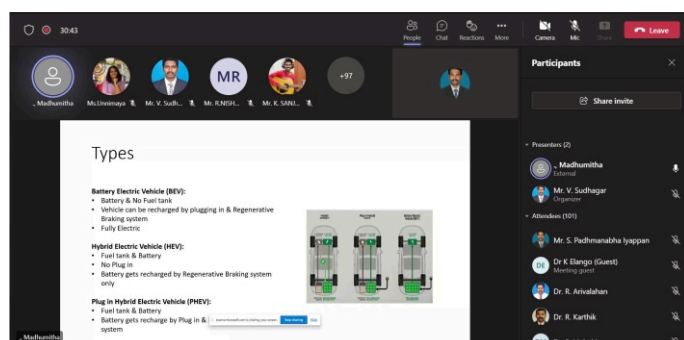 30:43
People
Chat
Reactions
More
Camera
Mic
Share
Leave
Madhumitha
Ms.Unnimaya
Mr. V. Sudh...
MR
Mr. R.NISH...
Mr. K. SANJ...
+97
Types
Battery Electric Vehicle (BEV):
• Battery & No Fuel tank
• Vehicle can be recharged by plugging in & Regenerative
Braking system
• Fully Electric
Hybrid Electric Vehicle (HEV):
• Fuel tank & Battery
• No Plug in
• Battery gets recharged by Regenerative Braking system
only
Plug in Hybrid Electric Vehicle (PHEV):
• Fuel tank & Battery
• Battery gets recharge by Plug in &
system
Stop sharing
Hide
Madhumitha
Participants
Share invite
Presenters (2)
Madhumitha
External
Mr. V. Sudhagar
Organizer
Attendees (101)
Mr. S. Padhmanabha Iyappan
DE
Dr K Elango (Guest)
Meeting guest
Dr. R. Arivalahan
Dr. R. Karthik